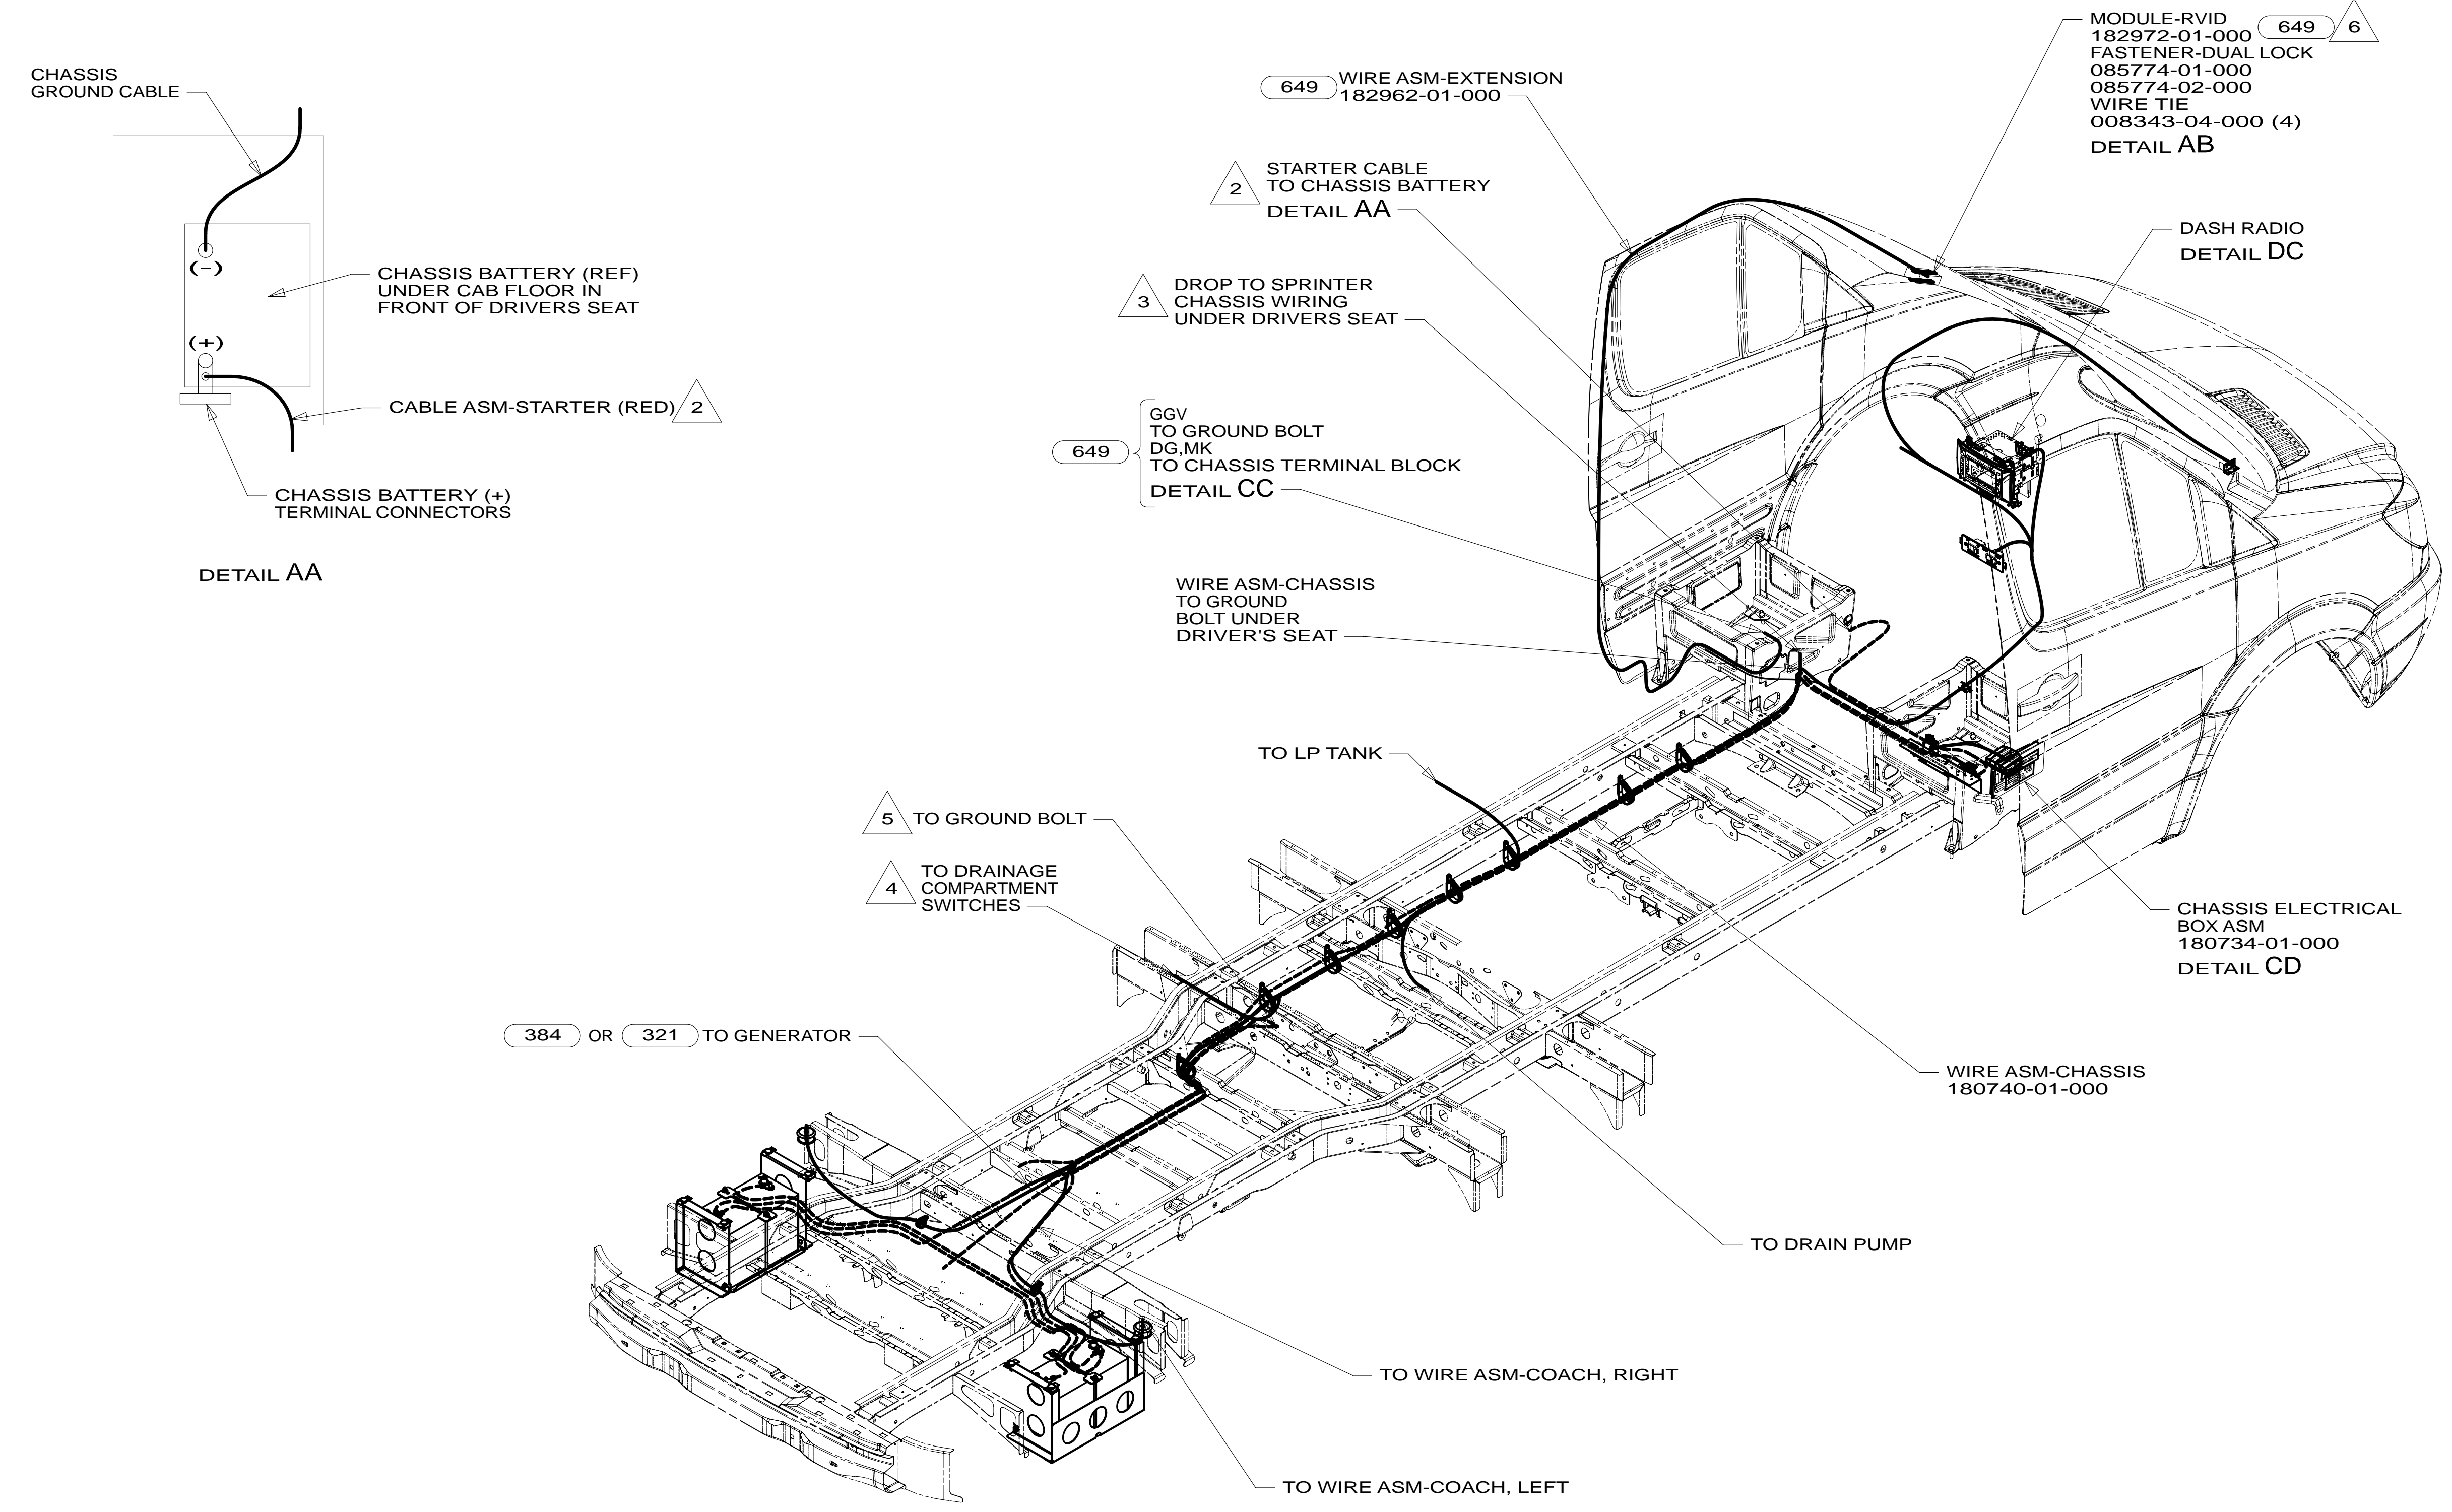 CHASSIS
GROUND CABLE
(-)
CHASSIS BATTERY (REF)
UNDER CAB FLOOR IN
FRONT OF DRIVERS SEAT
(+)
CABLE ASM-STARTER (RED) 2
CHASSIS BATTERY (+)
TERMINAL CONNECTORS
DETAIL AA
649 WIRE ASM-EXTENSION
182962-01-000
2 STARTER CABLE
TO CHASSIS BATTERY
DETAIL AA
3 DROP TO SPRINTER
CHASSIS WIRING
UNDER DRIVERS SEAT
649 GGV
TO GROUND BOLT
DG,MK
TO CHASSIS TERMINAL BLOCK
DETAIL CC
WIRE ASM-CHASSIS
TO GROUND
BOLT UNDER
DRIVER'S SEAT
MODULE-RVID
182972-01-000 649 6
FASTENER-DUAL LOCK
085774-01-000
085774-02-000
WIRE TIE
008343-04-000 (4)
DETAIL AB
DASH RADIO
DETAIL DC
TO LP TANK
5 TO GROUND BOLT
4 TO DRAINAGE
COMPARTMENT
SWITCHES
384 OR 321 TO GENERATOR
CHASSIS ELECTRICAL
BOX ASM
180734-01-000
DETAIL CD
WIRE ASM-CHASSIS
180740-01-000
TO DRAIN PUMP
TO WIRE ASM-COACH, RIGHT
TO WIRE ASM-COACH, LEFT